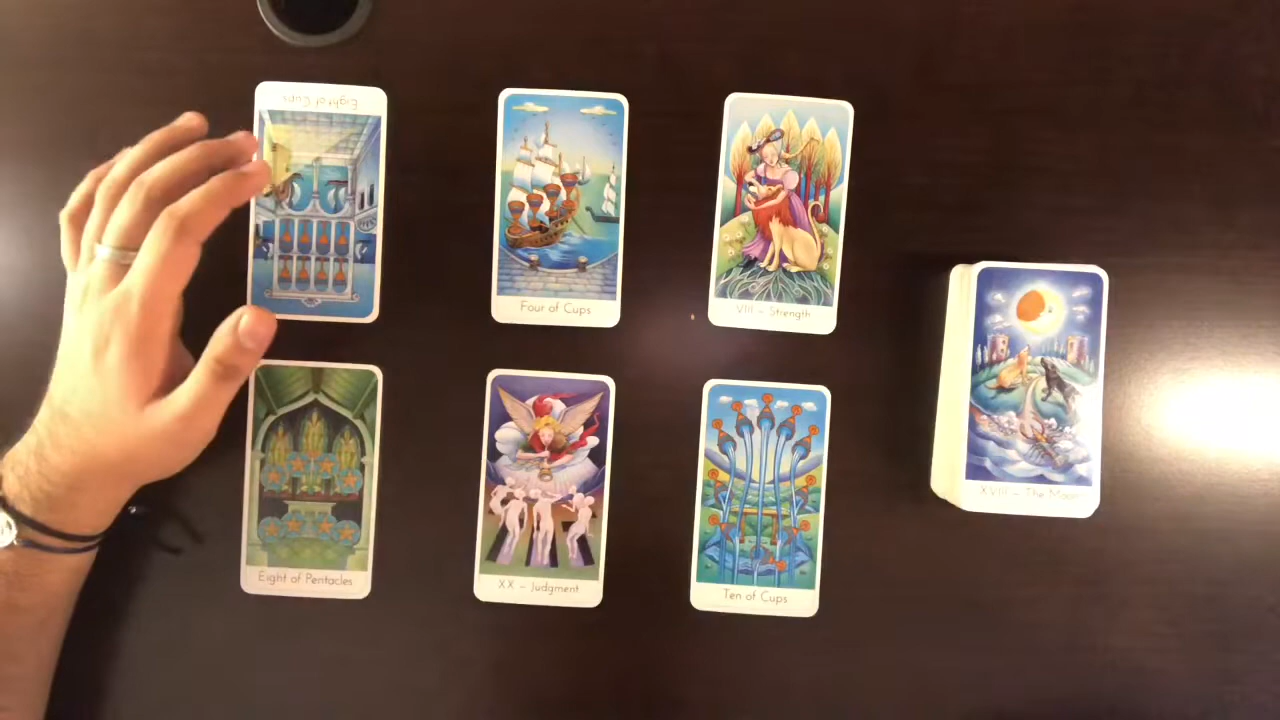 Eight of Cups
Four of Cups
VIII - Strength
Eight of Pentacles
XX - Judgment
Ten of Cups
XVIII - The Moon